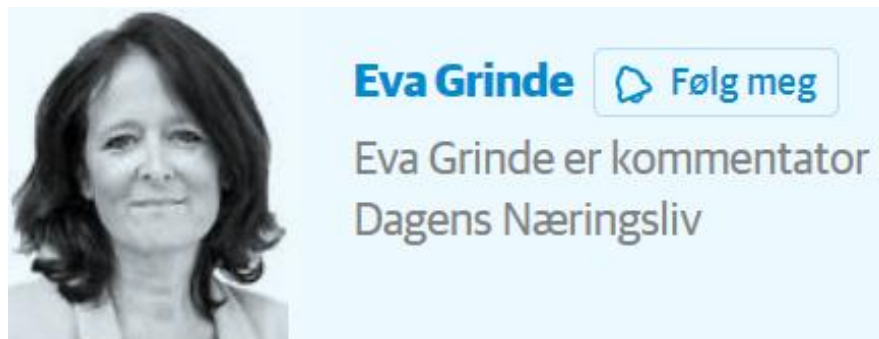 Eva Grinde Følg meg
Eva Grinde er kommentator
Dagens Næringsliv